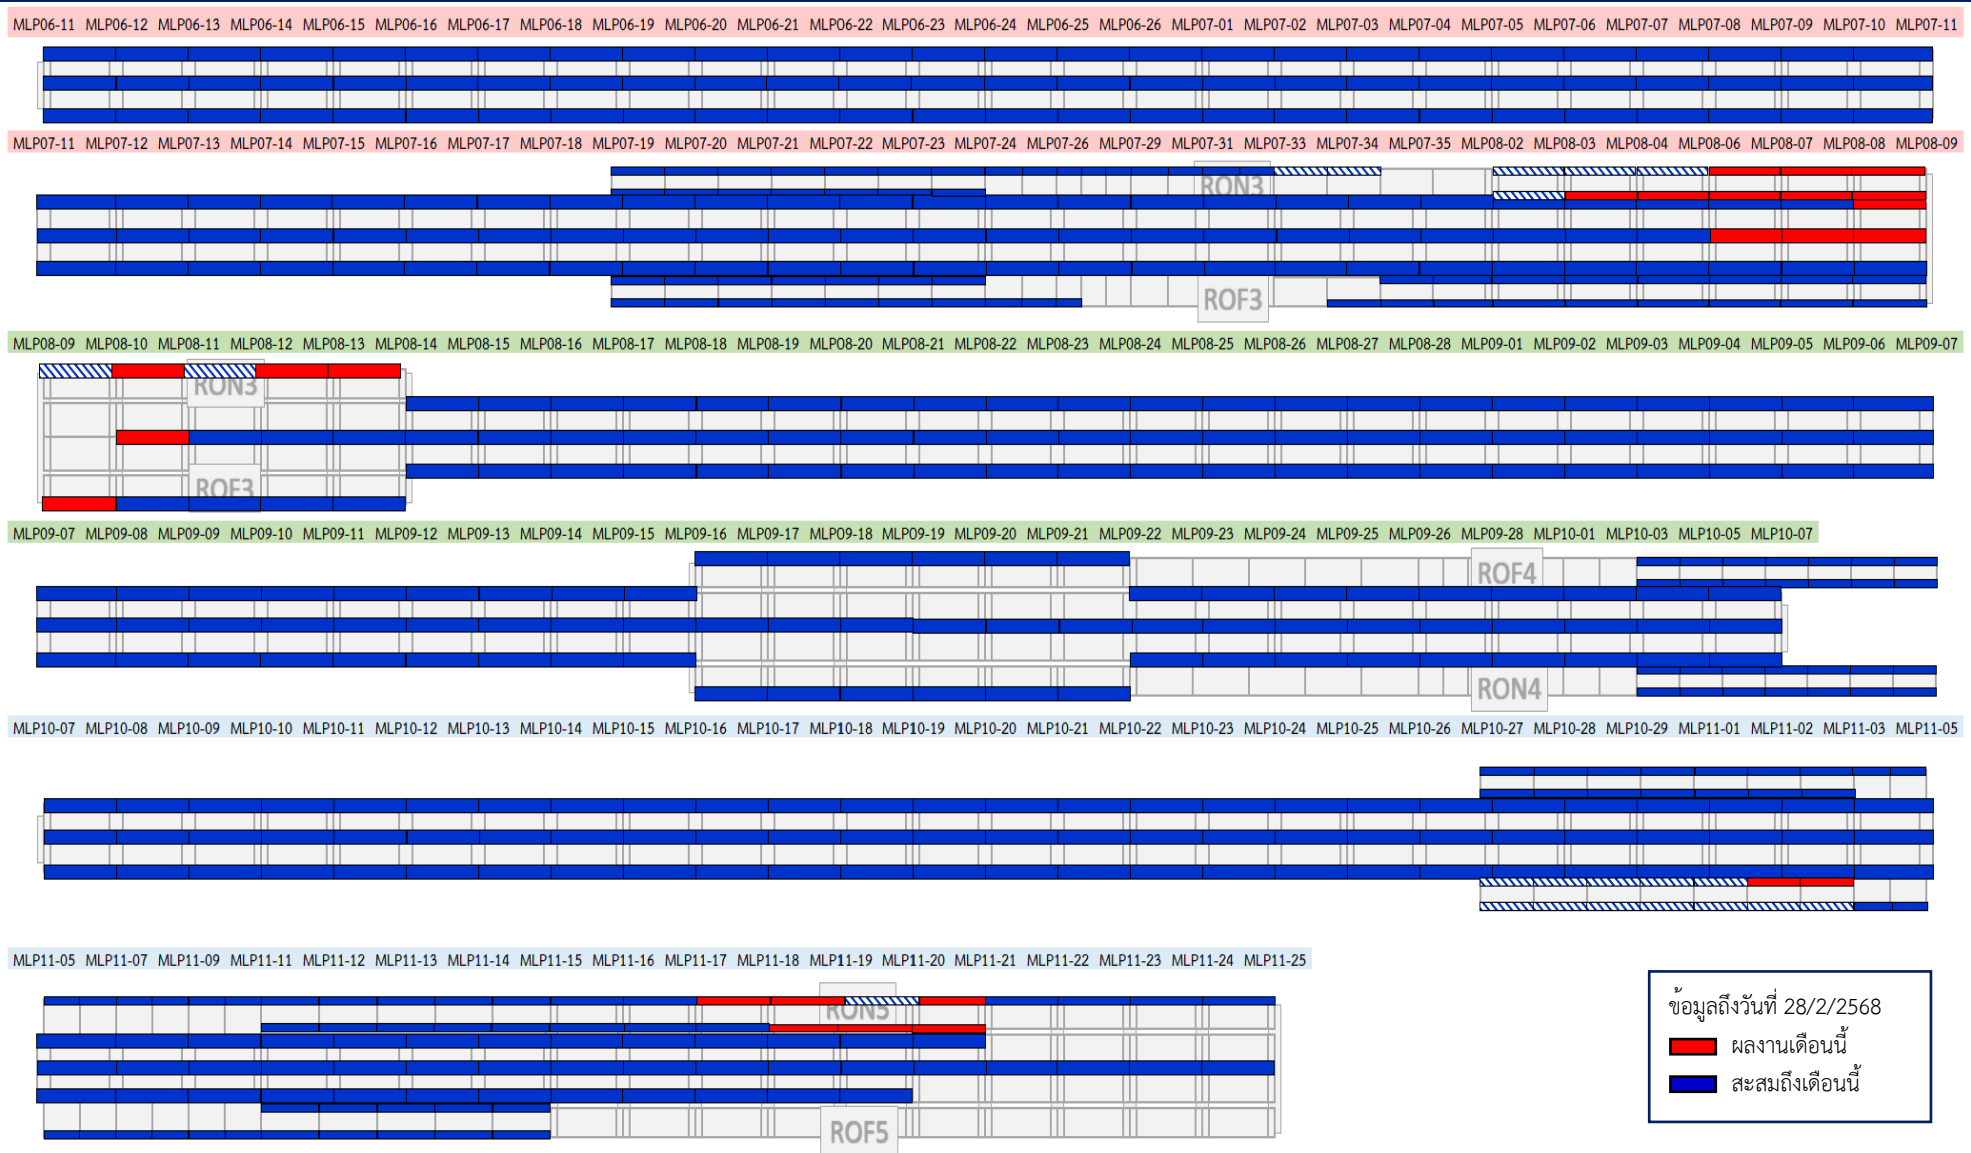 MLP06-11 MLP06-12 MLP06-13 MLP06-14 MLP06-15 MLP06-16 MLP06-17 MLP06-18 MLP06-19 MLP06-20 MLP06-21 MLP06-22 MLP06-23 MLP06-24 MLP06-25 MLP06-26 MLP07-01 MLP07-02 MLP07-03 MLP07-04 MLP07-05 MLP07-06 MLP07-07 MLP07-08 MLP07-09 MLP07-10 MLP07-11
MLP07-11 MLP07-12 MLP07-13 MLP07-14 MLP07-15 MLP07-16 MLP07-17 MLP07-18 MLP07-19 MLP07-20 MLP07-21 MLP07-22 MLP07-23 MLP07-24 MLP07-26 MLP07-29 MLP07-31 MLP07-33 MLP07-34 MLP07-35 MLP08-02 MLP08-03 MLP08-04 MLP08-06 MLP08-07 MLP08-08 MLP08-09
RON3
ROF3
MLP08-09 MLP08-10 MLP08-11 MLP08-12 MLP08-13 MLP08-14 MLP08-15 MLP08-16 MLP08-17 MLP08-18 MLP08-19 MLP08-20 MLP08-21 MLP08-22 MLP08-23 MLP08-24 MLP08-25 MLP08-26 MLP08-27 MLP08-28 MLP09-01 MLP09-02 MLP09-03 MLP09-04 MLP09-05 MLP09-06 MLP09-07
RON3
ROF3
MLP09-07 MLP09-08 MLP09-09 MLP09-10 MLP09-11 MLP09-12 MLP09-13 MLP09-14 MLP09-15 MLP09-16 MLP09-17 MLP09-18 MLP09-19 MLP09-20 MLP09-21 MLP09-22 MLP09-23 MLP09-24 MLP09-25 MLP09-26 MLP09-28 MLP10-01 MLP10-03 MLP10-05 MLP10-07
ROF4
RON4
MLP10-07 MLP10-08 MLP10-09 MLP10-10 MLP10-11 MLP10-12 MLP10-13 MLP10-14 MLP10-15 MLP10-16 MLP10-17 MLP10-18 MLP10-19 MLP10-20 MLP10-21 MLP10-22 MLP10-23 MLP10-24 MLP10-25 MLP10-26 MLP10-27 MLP10-28 MLP10-29 MLP11-01 MLP11-02 MLP11-03 MLP11-05
MLP11-05 MLP11-07 MLP11-09 MLP11-11 MLP11-12 MLP11-13 MLP11-14 MLP11-15 MLP11-16 MLP11-17 MLP11-18 MLP11-19 MLP11-20 MLP11-21 MLP11-22 MLP11-23 MLP11-24 MLP11-25
RON5
ROF5
ข้อมูลถึงวันที่ 28/2/2568
ผลงานเดือนนี้
สะสมถึงเดือนนี้